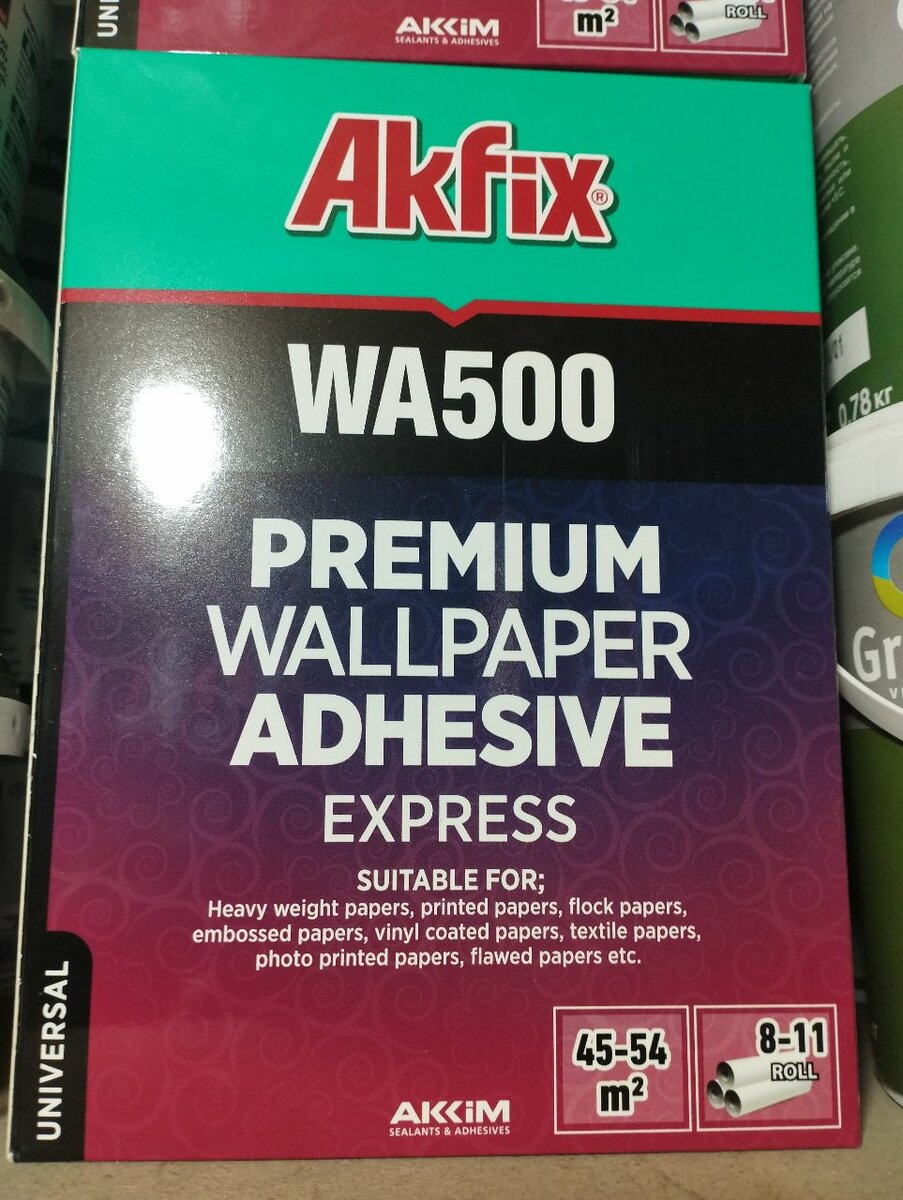 AKKİM
SEALANTS & ADHESIVES
m²
ROLL
Akfix®
WA500
PREMIUM
WALLPAPER
ADHESIVE
EXPRESS
SUITABLE FOR;
Heavy weight papers, printed papers, flock papers,
embossed papers, vinyl coated papers, textile papers,
photo printed papers, flawed papers etc.
UNIVERSAL
45-54
m²
8-11
ROLL
AKKiM
SEALANTS & ADHESIVES
0.78 кг